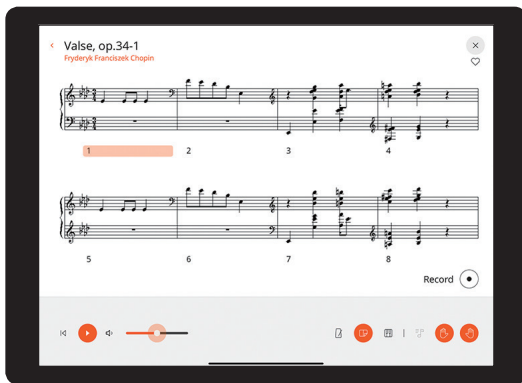 Valse, op.34-1
Fryderyk Franciszek Chopin
1 2 3 4
5 6 7 8
Record